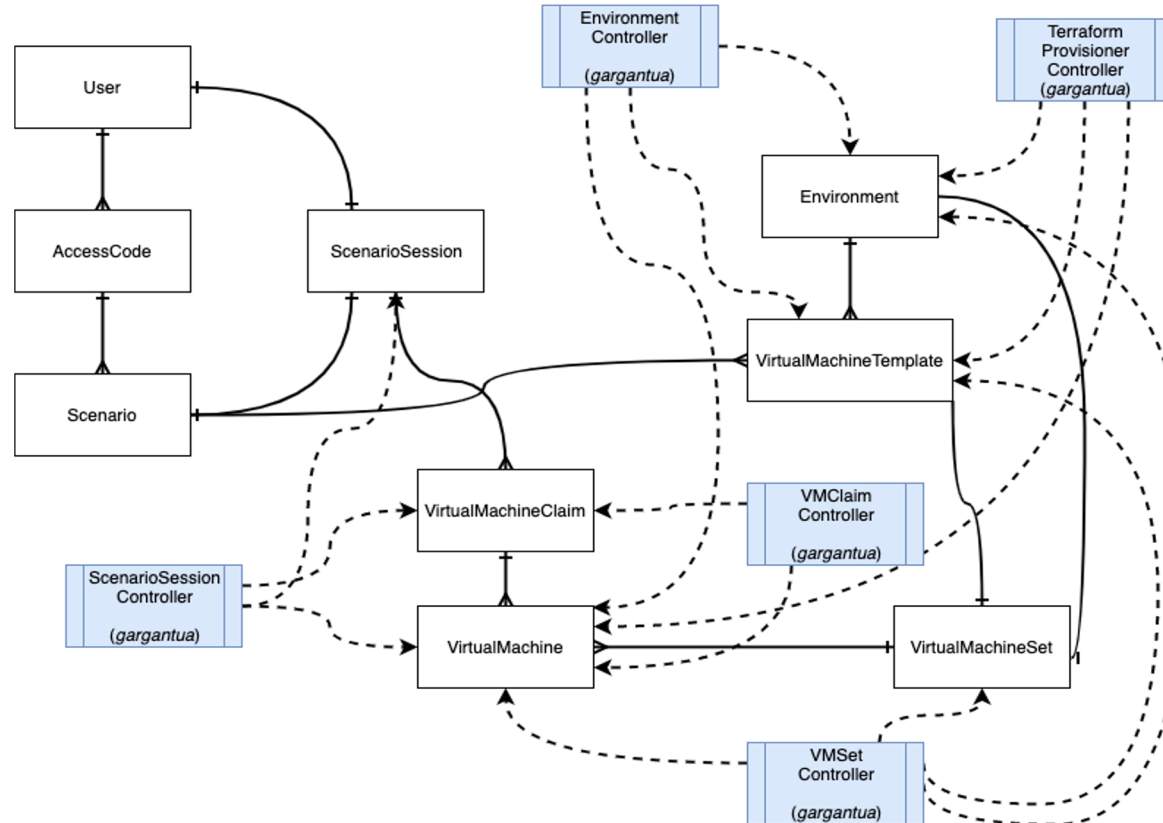 Environment
Controller
(gargantua)
Terraform
Provisioner
Controller
(gargantua)
User
Environment
AccessCode
ScenarioSession
VirtualMachineTemplate
Scenario
VirtualMachineClaim
VMClaim
Controller
(gargantua)
ScenarioSession
Controller
(gargantua)
VirtualMachine
VirtualMachineSet
VMSet
Controller
(gargantua)